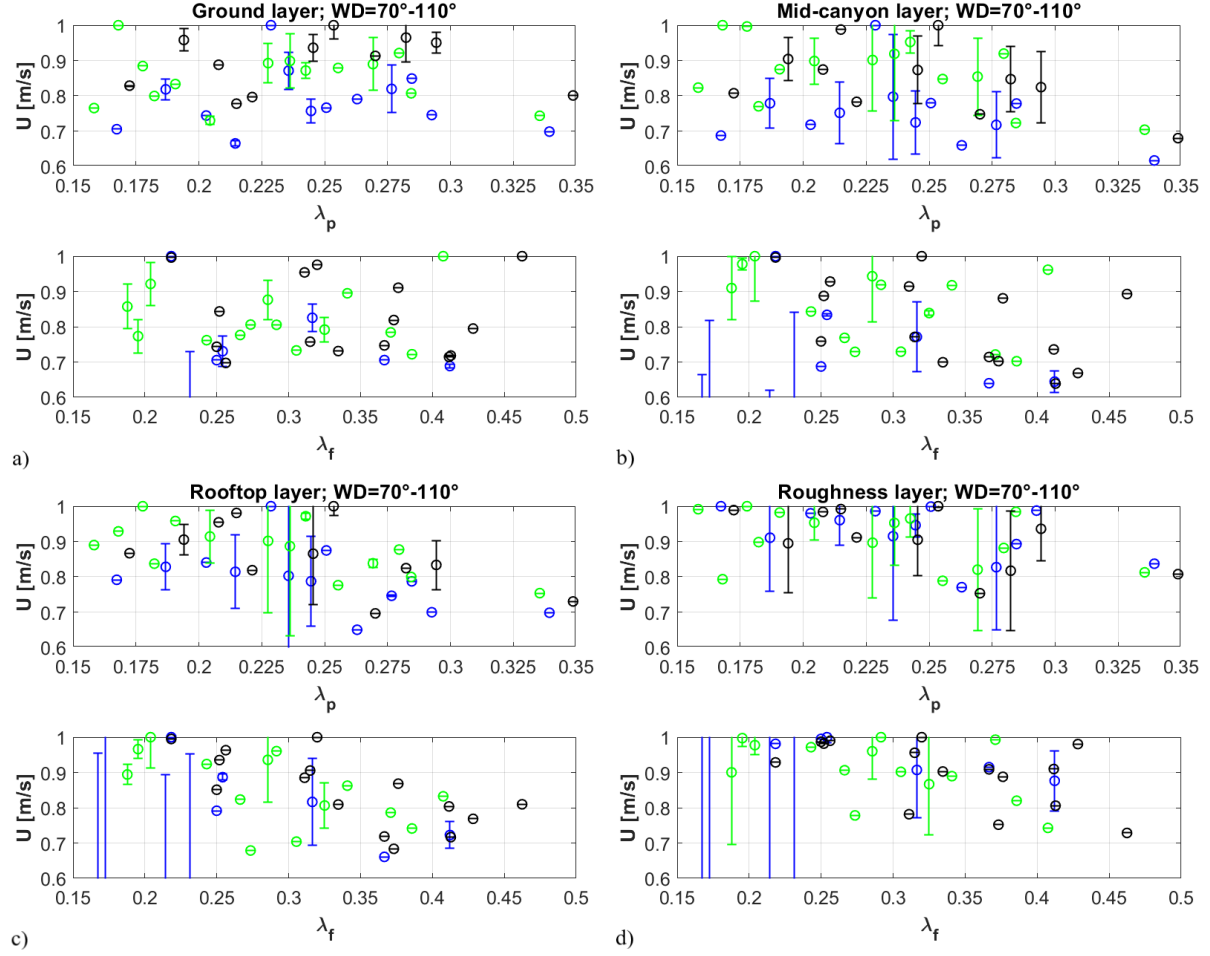 Ground layer; WD=70°-110°
U [m/s]
1
0.9
0.8
0.7
0.6
0.15 0.175 0.2 0.225 0.25 0.275 0.3 0.325 0.35
λp
U [m/s]
1
0.9
0.8
0.7
0.6
0.15 0.2 0.25 0.3 0.35 0.4 0.45 0.5
λf
a)
Mid-canyon layer; WD=70°-110°
U [m/s]
1
0.9
0.8
0.7
0.6
0.15 0.175 0.2 0.225 0.25 0.275 0.3 0.325 0.35
λp
U [m/s]
1
0.9
0.8
0.7
0.6
0.15 0.2 0.25 0.3 0.35 0.4 0.45 0.5
λf
b)
Rooftop layer; WD=70°-110°
U [m/s]
1
0.9
0.8
0.7
0.6
0.15 0.175 0.2 0.225 0.25 0.275 0.3 0.325 0.35
λp
U [m/s]
1
0.9
0.8
0.7
0.6
0.15 0.2 0.25 0.3 0.35 0.4 0.45 0.5
λf
c)
Roughness layer; WD=70°-110°
U [m/s]
1
0.9
0.8
0.7
0.6
0.15 0.175 0.2 0.225 0.25 0.275 0.3 0.325 0.35
λp
U [m/s]
1
0.9
0.8
0.7
0.6
0.15 0.2 0.25 0.3 0.35 0.4 0.45 0.5
λf
d)